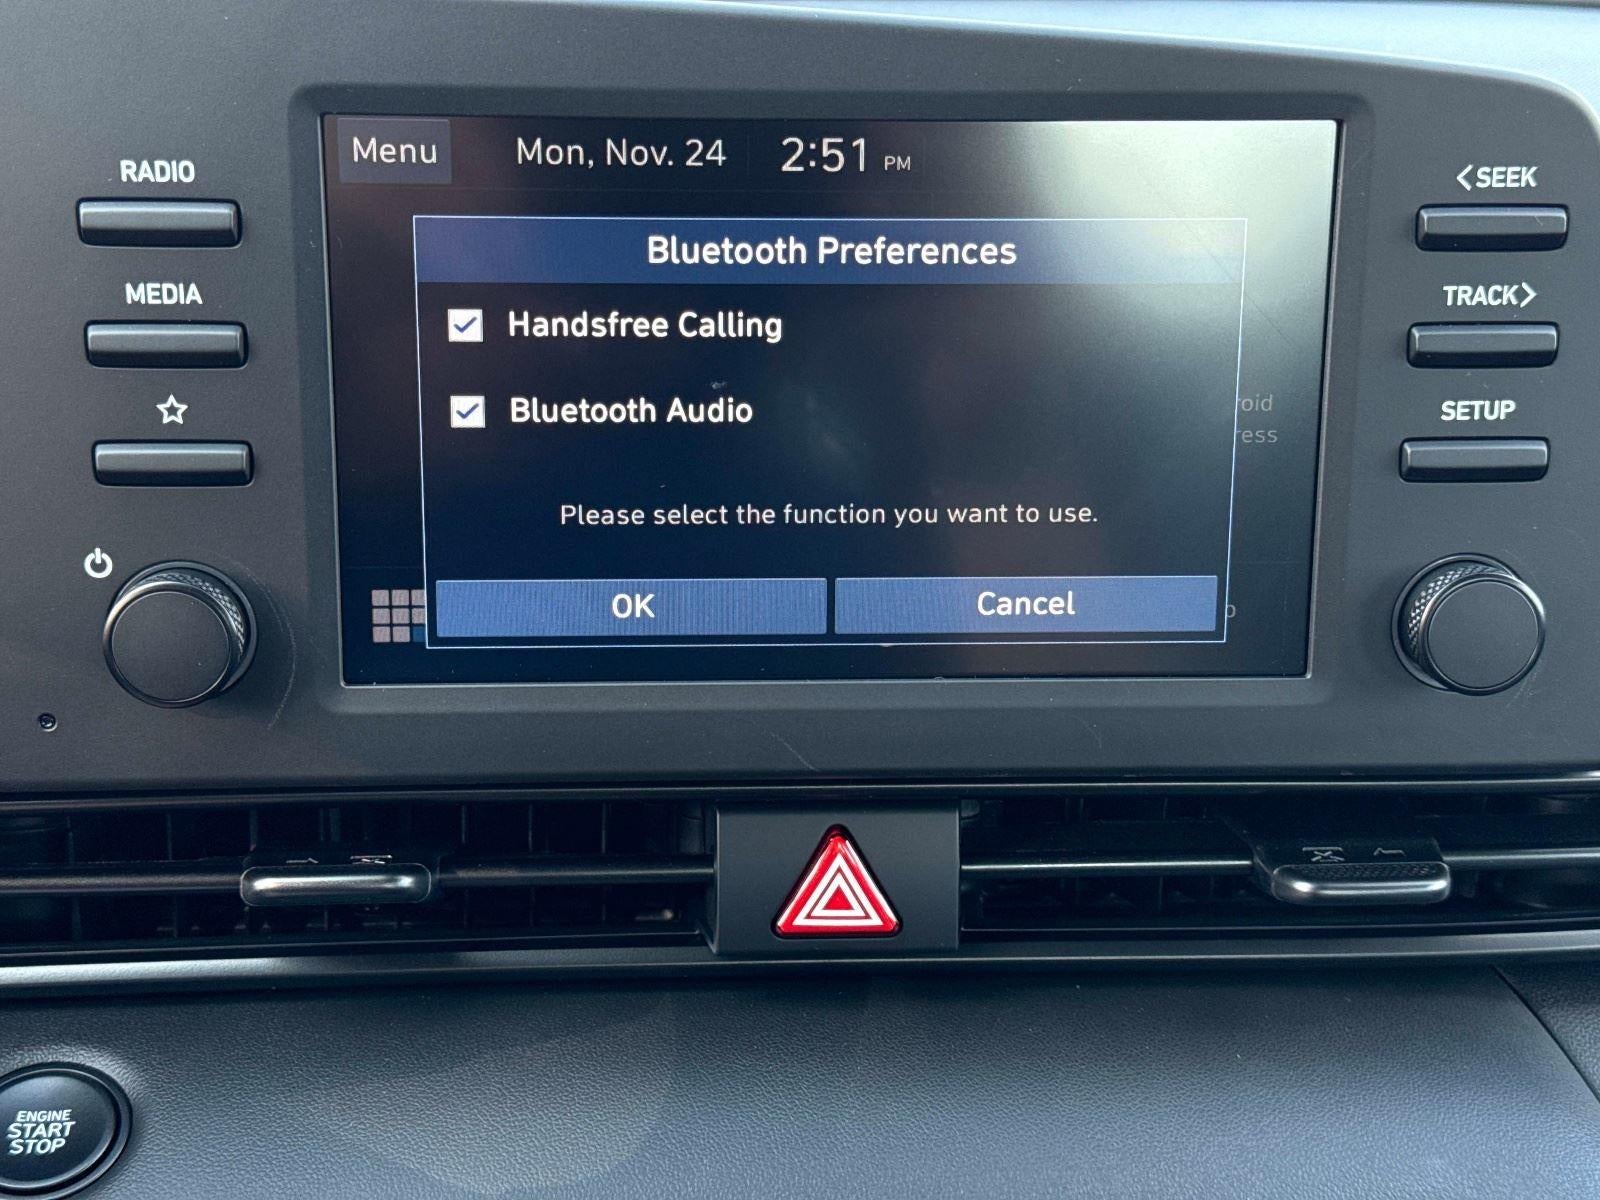 Menu Mon, Nov. 24 2:51 PM
RADIO
<SEEK
Bluetooth Preferences
MEDIA
TRACK>
Handsfree Calling
SETUP
Bluetooth Audio
Please select the function you want to use.
OK Cancel
ENGINE
START
STOP